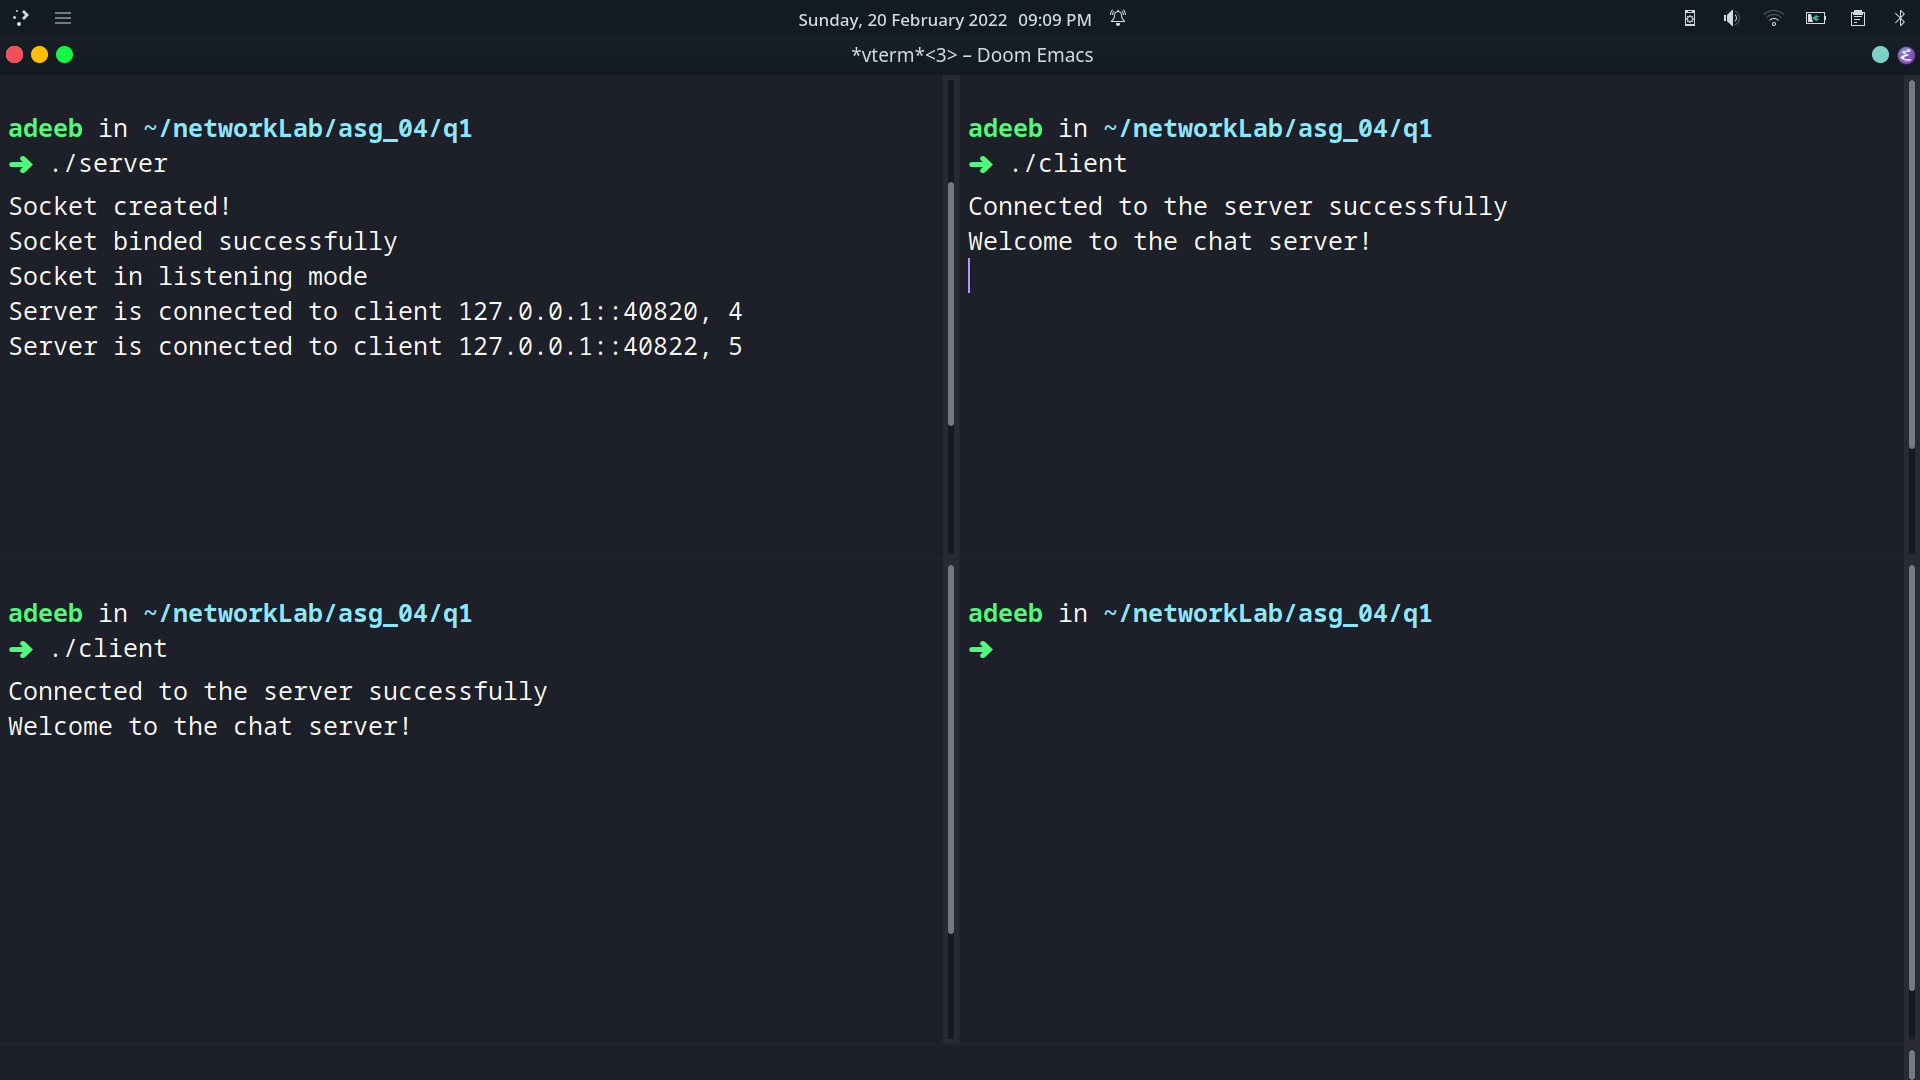 Sunday, 20 February 2022 09:09 PM
*vterm*<3> – Doom Emacs
adeeb in ~/networkLab/asg_04/q1
➜ ./server
Socket created!
Socket binded successfully
Socket in listening mode
Server is connected to client 127.0.0.1::40820, 4
Server is connected to client 127.0.0.1::40822, 5
adeeb in ~/networkLab/asg_04/q1
➜ ./client
Connected to the server successfully
Welcome to the chat server!
adeeb in ~/networkLab/asg_04/q1
➜ ./client
Connected to the server successfully
Welcome to the chat server!
adeeb in ~/networkLab/asg_04/q1
➜